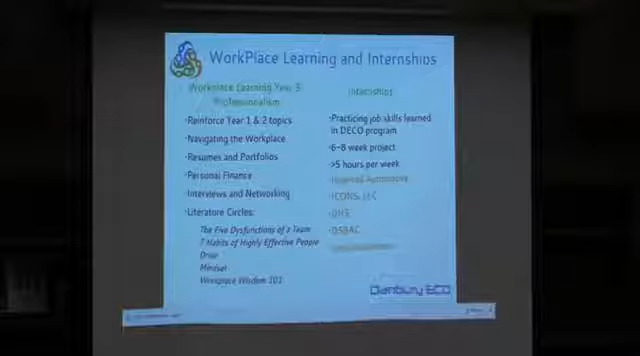 WorkPlace Learning and Internships
Workplace Learning Year 3
Professionalism
·Reinforce Year 1 & 2 topics
·Navigating the Workplace
·Resumes and Portfolios
·Personal Finance
·Interviews and Networking
·Literature Circles:
The Five Dysfunctions of a Team
7 Habits of Highly Effective People
Drive
Mindset
Workplace Wisdom 101
Internships
·Practicing job skills learned
in DECO program
·6-8 week project
·>5 hours per week
Automotive
·ICONS, LLC
·DHS
Danbury ECO